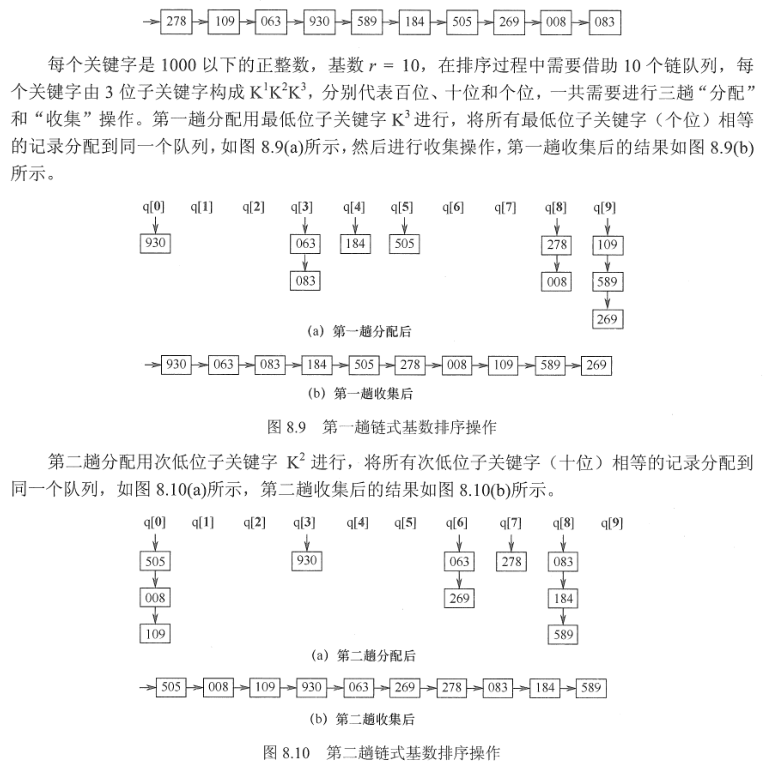 278 109 063 930 589 184 505 269 008 083
每个关键字是 1000 以下的正整数，基数 r = 10，在排序过程中需要借助 10 个链队列，每
个关键字由 3 位子关键字构成 K¹K²K³，分别代表百位、十位和个位，一共需要进行三趟“分配”
和“收集”操作。第一趟分配用最低位子关键字 K³ 进行，将所有最低位子关键字（个位）相等
的记录分配到同一个队列，如图 8.9(a)所示，然后进行收集操作，第一趟收集后的结果如图 8.9(b)
所示。
q[0] q[1] q[2] q[3] q[4] q[5] q[6] q[7] q[8] q[9]
930 063 184 505 278 109
083 008 589
269
(a) 第一趟分配后
930 063 083 184 505 278 008 109 589 269
(b) 第一趟收集后
图 8.9 第一趟链式基数排序操作
第二趟分配用次低位子关键字 K² 进行，将所有次低位子关键字（十位）相等的记录分配到
同一个队列，如图 8.10(a)所示，第二趟收集后的结果如图 8.10(b)所示。
q[0] q[1] q[2] q[3] q[4] q[5] q[6] q[7] q[8] q[9]
505 930 063 278 083
008 269 184
109 589
(a) 第二趟分配后
505 008 109 930 063 269 278 083 184 589
(b) 第二趟收集后
图 8.10 第二趟链式基数排序操作